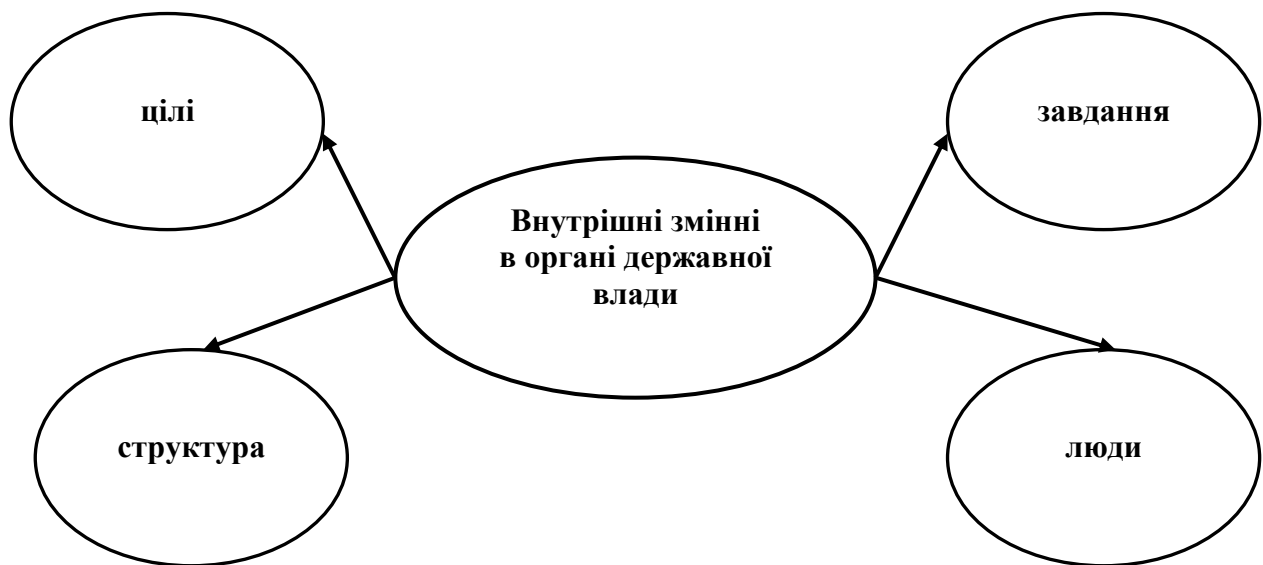 цілі
завдання
Внутрішні змінні
в органі державної
влади
структура
люди